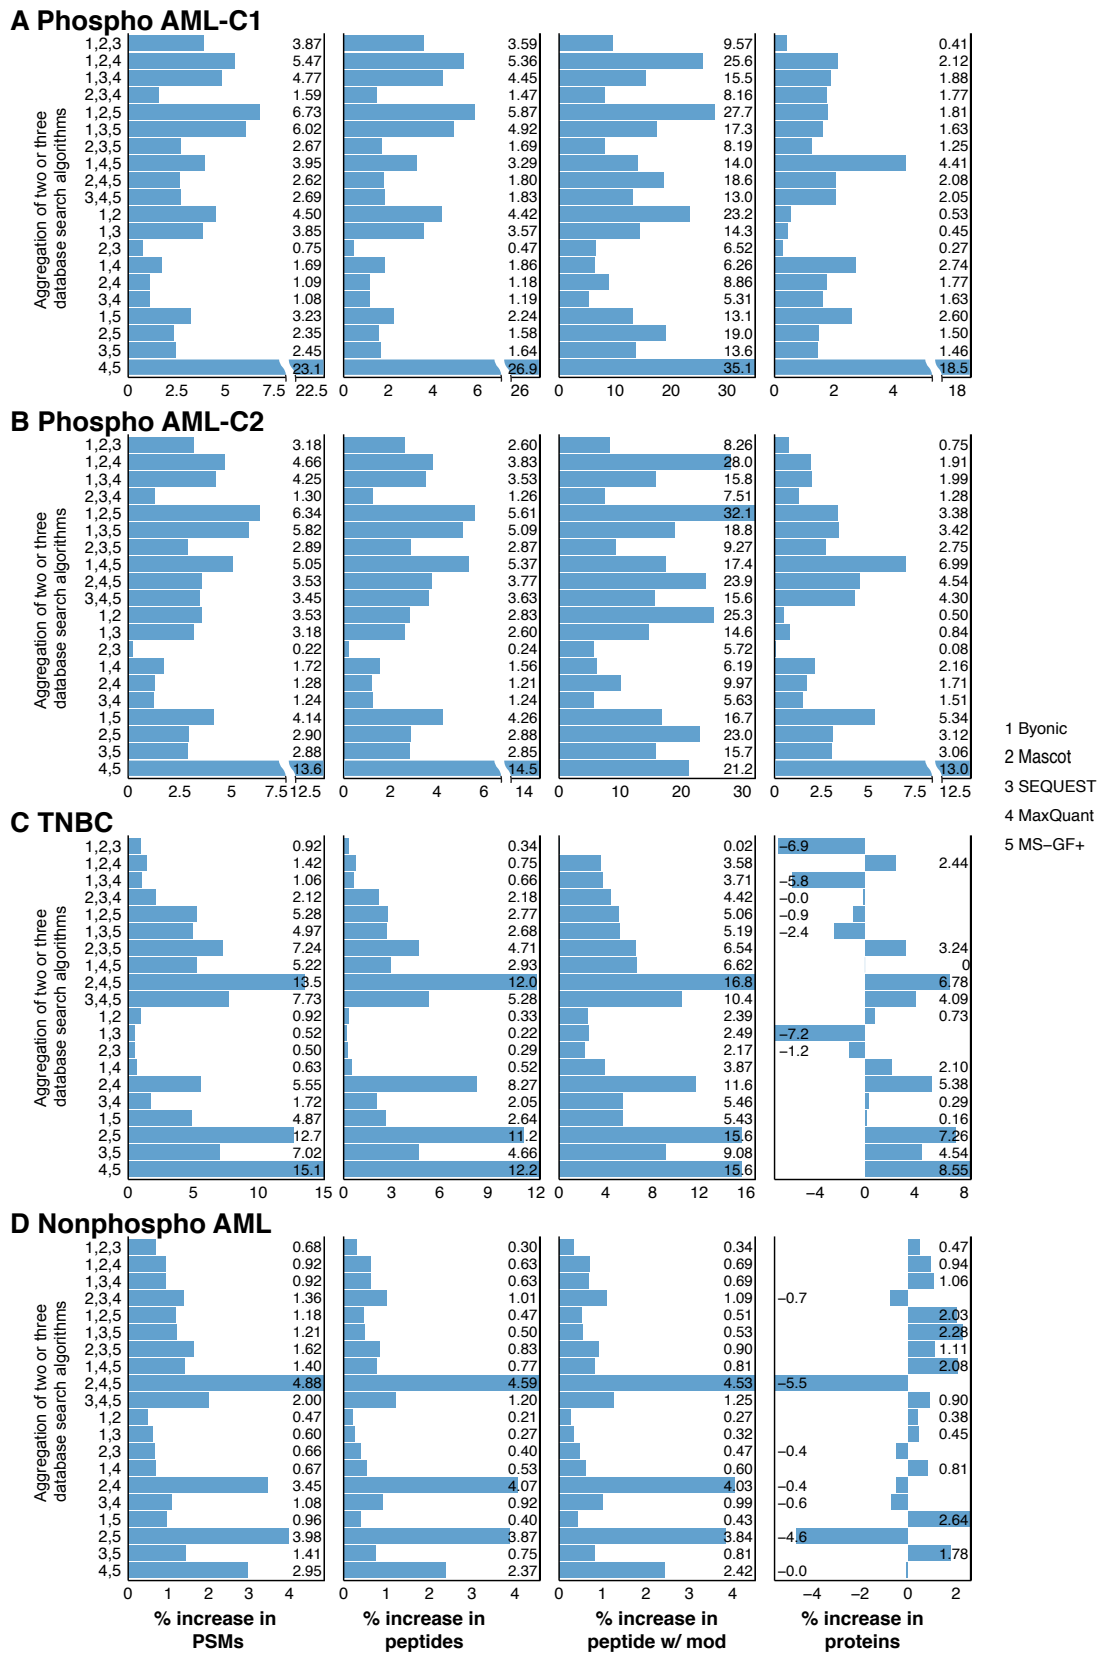 A Phospho AML-C1
Aggregation of two or three
database search algorithms
1,2,3 3.87 3.59 9.57 0.41
1,2,4 5.47 5.36 25.6 2.12
1,3,4 4.77 4.45 15.5 1.88
2,3,4 1.59 1.47 8.16 1.77
1,2,5 6.73 5.87 27.7 1.81
1,3,5 6.02 4.92 17.3 1.63
2,3,5 2.67 1.69 8.19 1.25
1,4,5 3.95 3.29 14.0 4.41
2,4,5 2.62 1.80 18.6 2.08
3,4,5 2.69 1.83 13.0 2.05
1,2 4.50 4.42 23.2 0.53
1,3 3.85 3.57 14.3 0.45
2,3 0.75 0.47 6.52 0.27
1,4 1.69 1.86 6.26 2.74
2,4 1.09 1.18 8.86 1.77
3,4 1.08 1.19 5.31 1.63
1,5 3.23 2.24 13.1 2.60
2,5 2.35 1.58 19.0 1.50
3,5 2.45 1.64 13.6 1.46
4,5 23.1 26.9 35.1 18.5
0 2.5 5 7.5 22.5 0 2 4 6 26 0 10 20 30 0 2 4 18
B Phospho AML-C2
Aggregation of two or three
database search algorithms
1,2,3 3.18 2.60 8.26 0.75
1,2,4 4.66 3.83 28.0 1.91
1,3,4 4.25 3.53 15.8 1.99
2,3,4 1.30 1.26 7.51 1.28
1,2,5 6.34 5.61 32.1 3.38
1,3,5 5.82 5.09 18.8 3.42
2,3,5 2.89 2.87 9.27 2.75
1,4,5 5.05 5.37 17.4 6.99
2,4,5 3.53 3.77 23.9 4.54
3,4,5 3.45 3.63 15.6 4.30
1,2 3.53 2.83 25.3 0.50
1,3 3.18 2.60 14.6 0.84
2,3 0.22 0.24 5.72 0.08
1,4 1.72 1.56 6.19 2.16
2,4 1.28 1.21 9.97 1.71
3,4 1.24 1.24 5.63 1.51
1,5 4.14 4.26 16.7 5.34
2,5 2.90 2.88 23.0 3.12
3,5 2.88 2.85 15.7 3.06
4,5 13.6 14.5 21.2 13.0
0 2.5 5 7.5 12.5 0 2 4 6 14 0 10 20 30 0 2.5 5 7.5 12.5
1 Byonic
2 Mascot
3 SEQUEST
4 MaxQuant
5 MS−GF+
C TNBC
Aggregation of two or three
database search algorithms
1,2,3 0.92 0.34 0.02 −6.9
1,2,4 1.42 0.75 3.58 2.44
1,3,4 1.06 0.66 3.71 −5.8
2,3,4 2.12 2.18 4.42 −0.0
1,2,5 5.28 2.77 5.06 −0.9
1,3,5 4.97 2.68 5.19 −2.4
2,3,5 7.24 4.71 6.54 3.24
1,4,5 5.22 2.93 6.62 0
2,4,5 13.5 12.0 16.8 6.78
3,4,5 7.73 5.28 10.4 4.09
1,2 0.92 0.33 2.39 0.73
1,3 0.52 0.22 2.49 −7.2
2,3 0.50 0.29 2.17 −1.2
1,4 0.63 0.52 3.87 2.10
2,4 5.55 8.27 11.6 5.38
3,4 1.72 2.05 5.46 0.29
1,5 4.87 2.64 5.43 0.16
2,5 12.7 11.2 15.6 7.26
3,5 7.02 4.66 9.08 4.54
4,5 15.1 12.2 15.6 8.55
0 5 10 15 0 3 6 9 12 0 4 8 12 16 −4 0 4 8
D Nonphospho AML
Aggregation of two or three
database search algorithms
1,2,3 0.68 0.30 0.34 0.47
1,2,4 0.92 0.63 0.69 0.94
1,3,4 0.92 0.63 0.69 1.06
2,3,4 1.36 1.01 1.09 −0.7
1,2,5 1.18 0.47 0.51 2.03
1,3,5 1.21 0.50 0.53 2.28
2,3,5 1.62 0.83 0.90 1.11
1,4,5 1.40 0.77 0.81 2.08
2,4,5 4.88 4.59 4.53 −5.5
3,4,5 2.00 1.20 1.25 0.90
1,2 0.47 0.21 0.27 0.38
1,3 0.60 0.27 0.32 0.45
2,3 0.66 0.40 0.47 −0.4
1,4 0.67 0.53 0.60 0.81
2,4 3.45 4.07 4.03 −0.4
3,4 1.08 0.92 0.99 −0.6
1,5 0.96 0.40 0.43 2.64
2,5 3.98 3.87 3.84 −4.6
3,5 1.41 0.75 0.81 1.78
4,5 2.95 2.37 2.42 −0.0
0 1 2 3 4 0 1 2 3 4 0 1 2 3 4 −4 −2 0 2
% increase in
PSMs
% increase in
peptides
% increase in
peptide w/ mod
% increase in
proteins